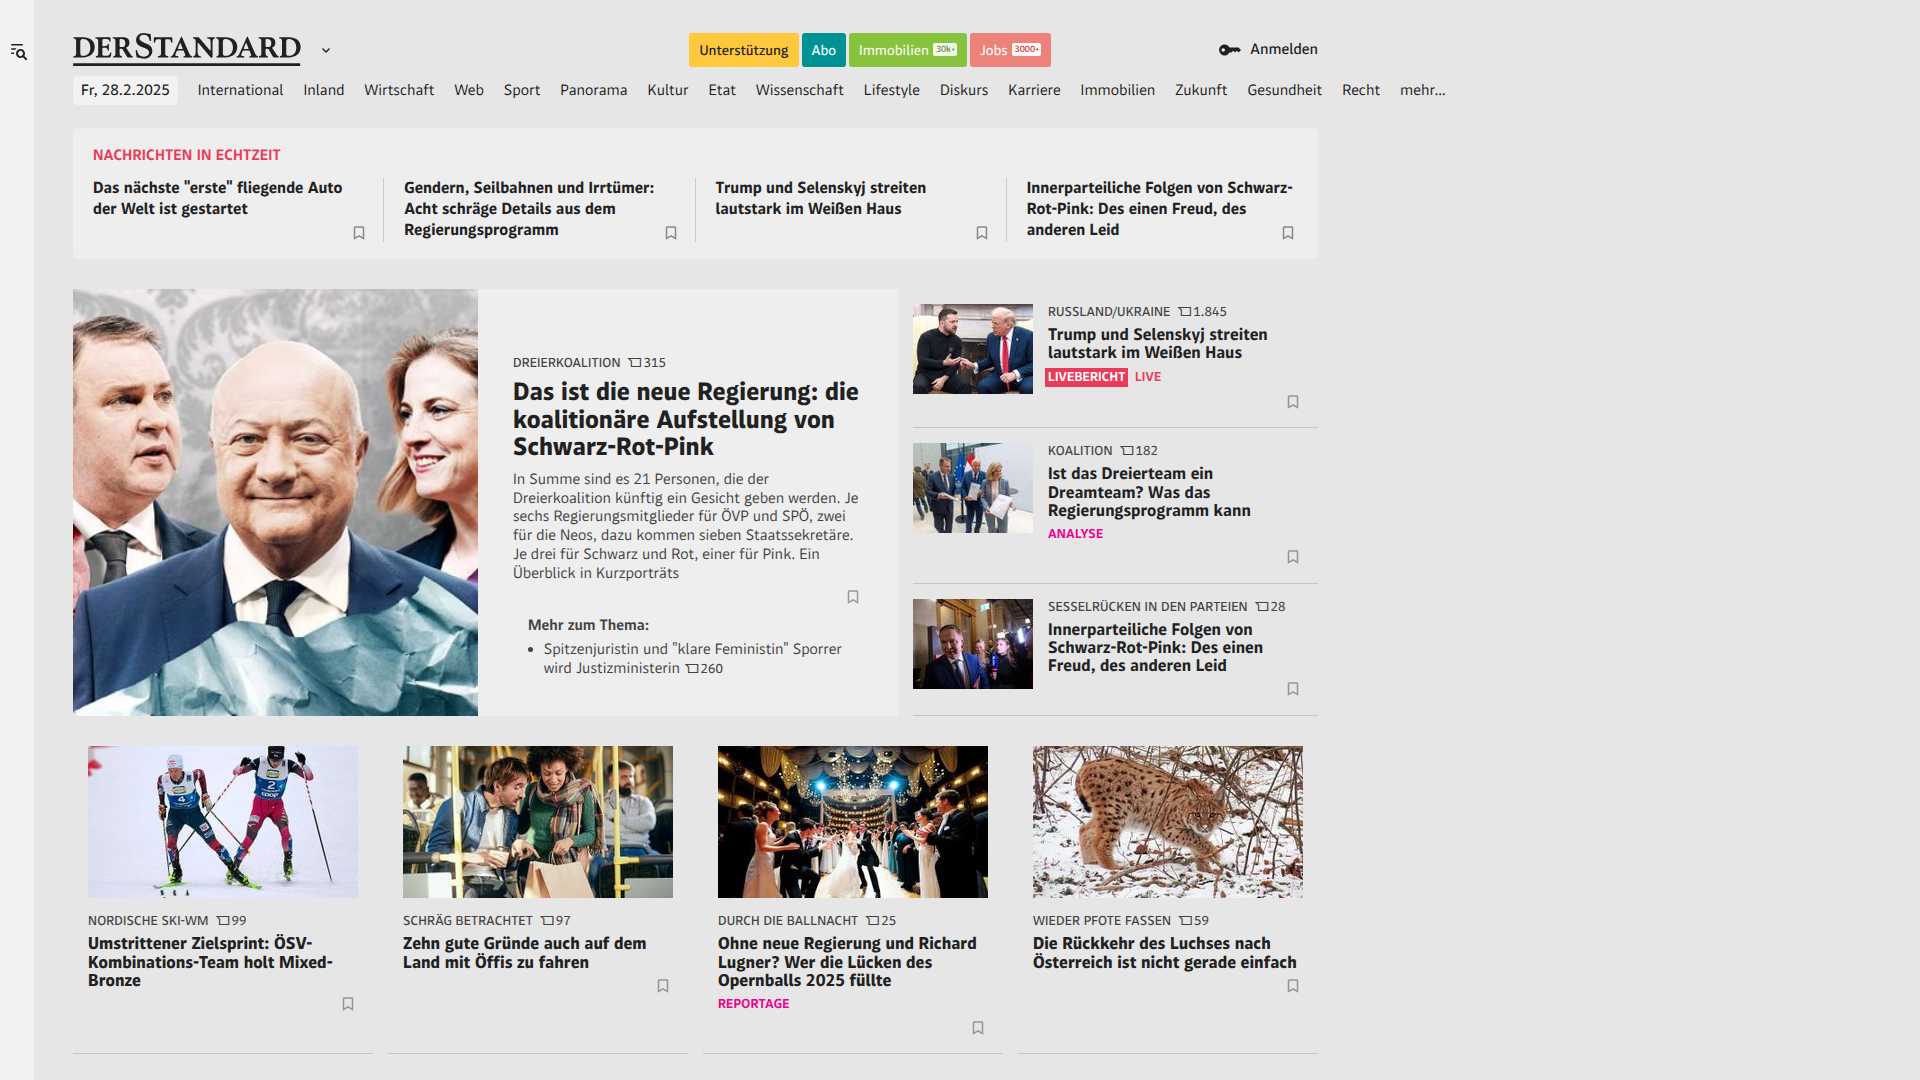 DERSTANDARD
Unterstützung
Abo
Immobilien 30k+
Jobs 3000+
Anmelden
Fr, 28.2.2025
International
Inland
Wirtschaft
Web
Sport
Panorama
Kultur
Etat
Wissenschaft
Lifestyle
Diskurs
Karriere
Immobilien
Zukunft
Gesundheit
Recht
mehr...
NACHRICHTEN IN ECHTZEIT
Das nächste "erste" fliegende Auto
der Welt ist gestartet
Gendern, Seilbahnen und Irrtümer:
Acht schräge Details aus dem
Regierungsprogramm
Trump und Selenskyj streiten
lautstark im Weißen Haus
Innerparteiliche Folgen von Schwarz-
Rot-Pink: Des einen Freud, des
anderen Leid
DREIERKOALITION 315
Das ist die neue Regierung: die
koalitionäre Aufstellung von
Schwarz-Rot-Pink
In Summe sind es 21 Personen, die der
Dreierkoalition künftig ein Gesicht geben werden. Je
sechs Regierungsmitglieder für ÖVP und SPÖ, zwei
für die Neos, dazu kommen sieben Staatssekretäre.
Je drei für Schwarz und Rot, einer für Pink. Ein
Überblick in Kurzporträts
Mehr zum Thema:
• Spitzenjuristin und "klare Feministin" Sporrer
wird Justizministerin 260
RUSSLAND/UKRAINE 1.845
Trump und Selenskyj streiten
lautstark im Weißen Haus
LIVEBERICHT LIVE
KOALITION 182
Ist das Dreierteam ein
Dreamteam? Was das
Regierungsprogramm kann
ANALYSE
SESSELRÜCKEN IN DEN PARTEIEN 28
Innerparteiliche Folgen von
Schwarz-Rot-Pink: Des einen
Freud, des anderen Leid
4
2
NORDISCHE SKI-WM 99
Umstrittener Zielsprint: ÖSV-
Kombinations-Team holt Mixed-
Bronze
SCHRÄG BETRACHTET 97
Zehn gute Gründe auch auf dem
Land mit Öffis zu fahren
DURCH DIE BALLNACHT 25
Ohne neue Regierung und Richard
Lugner? Wer die Lücken des
Opernballs 2025 füllte
REPORTAGE
WIEDER PFOTE FASSEN 59
Die Rückkehr des Luchses nach
Österreich ist nicht gerade einfach